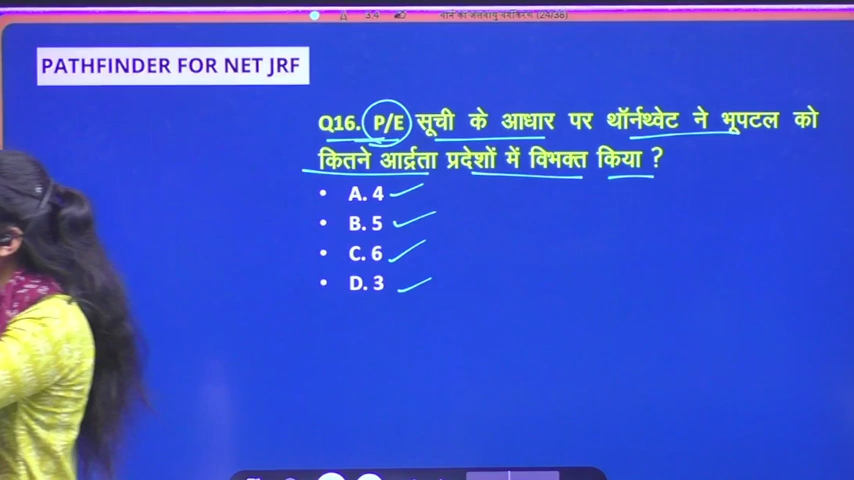 PATHFINDER FOR NET JRF
Q16. P/E सूची के आधार पर थॉर्नथ्वेट ने भूपटल को
कितने आर्द्रता प्रदेशों में विभक्त किया ?
• A. 4
• B. 5
• C. 6
• D. 3